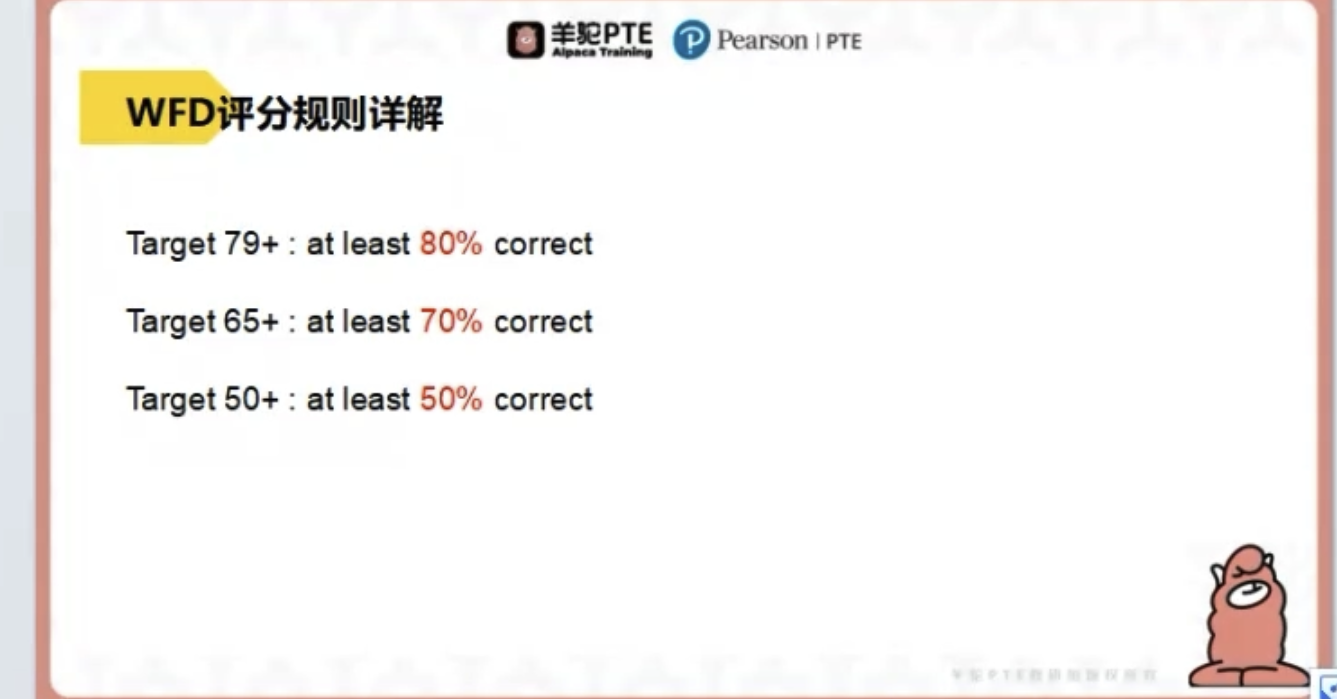 羊驼PTE
Alpaca Training
Pearson | PTE
WFD评分规则详解
Target 79+ : at least 80% correct
Target 65+ : at least 70% correct
Target 50+ : at least 50% correct